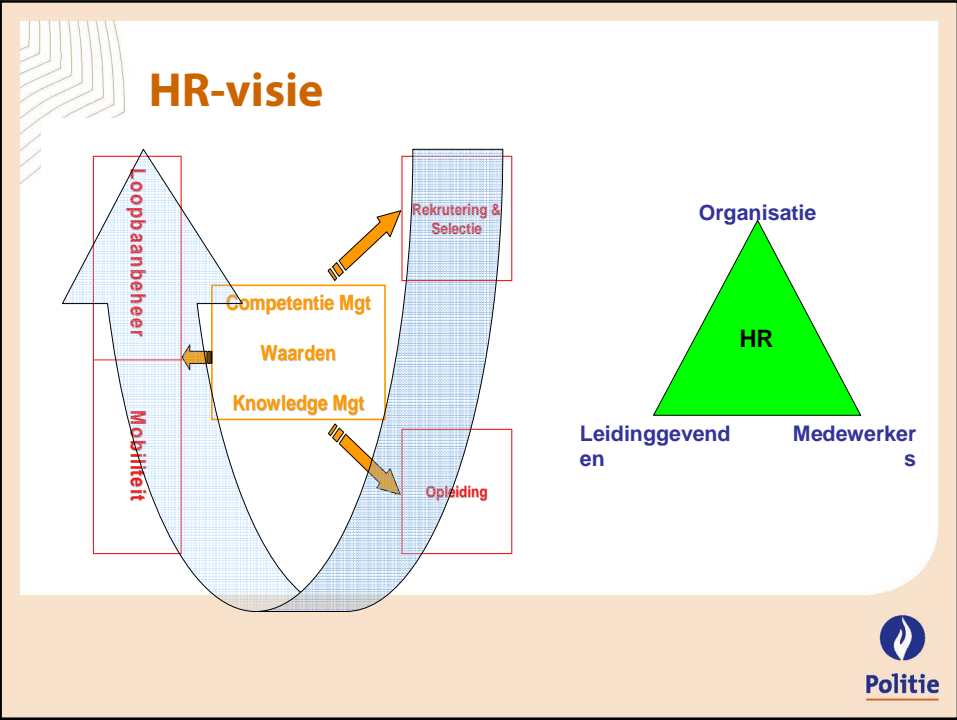 HR-visie
Loopbaanbeheer
Mobiliteit
Rekrutering &
Selectie
Competentie Mgt
Waarden
Knowledge Mgt
Opleiding
Organisatie
HR
Leidinggevend
en
Medewerker
s
Politie